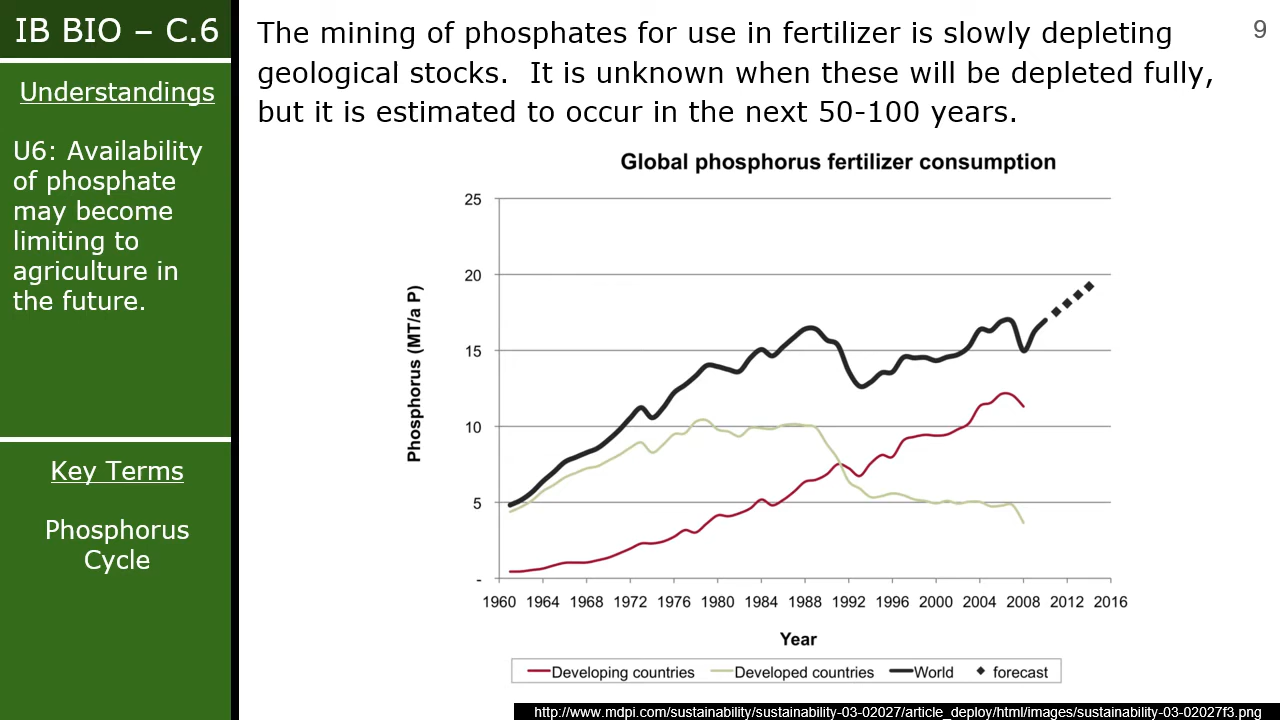 IB BIO – C.6
Understandings
U6: Availability
of phosphate
may become
limiting to
agriculture in
the future.
Key Terms
Phosphorus
Cycle
The mining of phosphates for use in fertilizer is slowly depleting
geological stocks.  It is unknown when these will be depleted fully,
but it is estimated to occur in the next 50-100 years.
9
Global phosphorus fertilizer consumption
Phosphorus (MT/a P)
25
20
15
10
5
-
1960 1964 1968 1972 1976 1980 1984 1988 1992 1996 2000 2004 2008 2012 2016
Year
Developing countries Developed countries World forecast
http://www.mdpi.com/sustainability/sustainability-03-02027/article_deploy/html/images/sustainability-03-02027f3.png